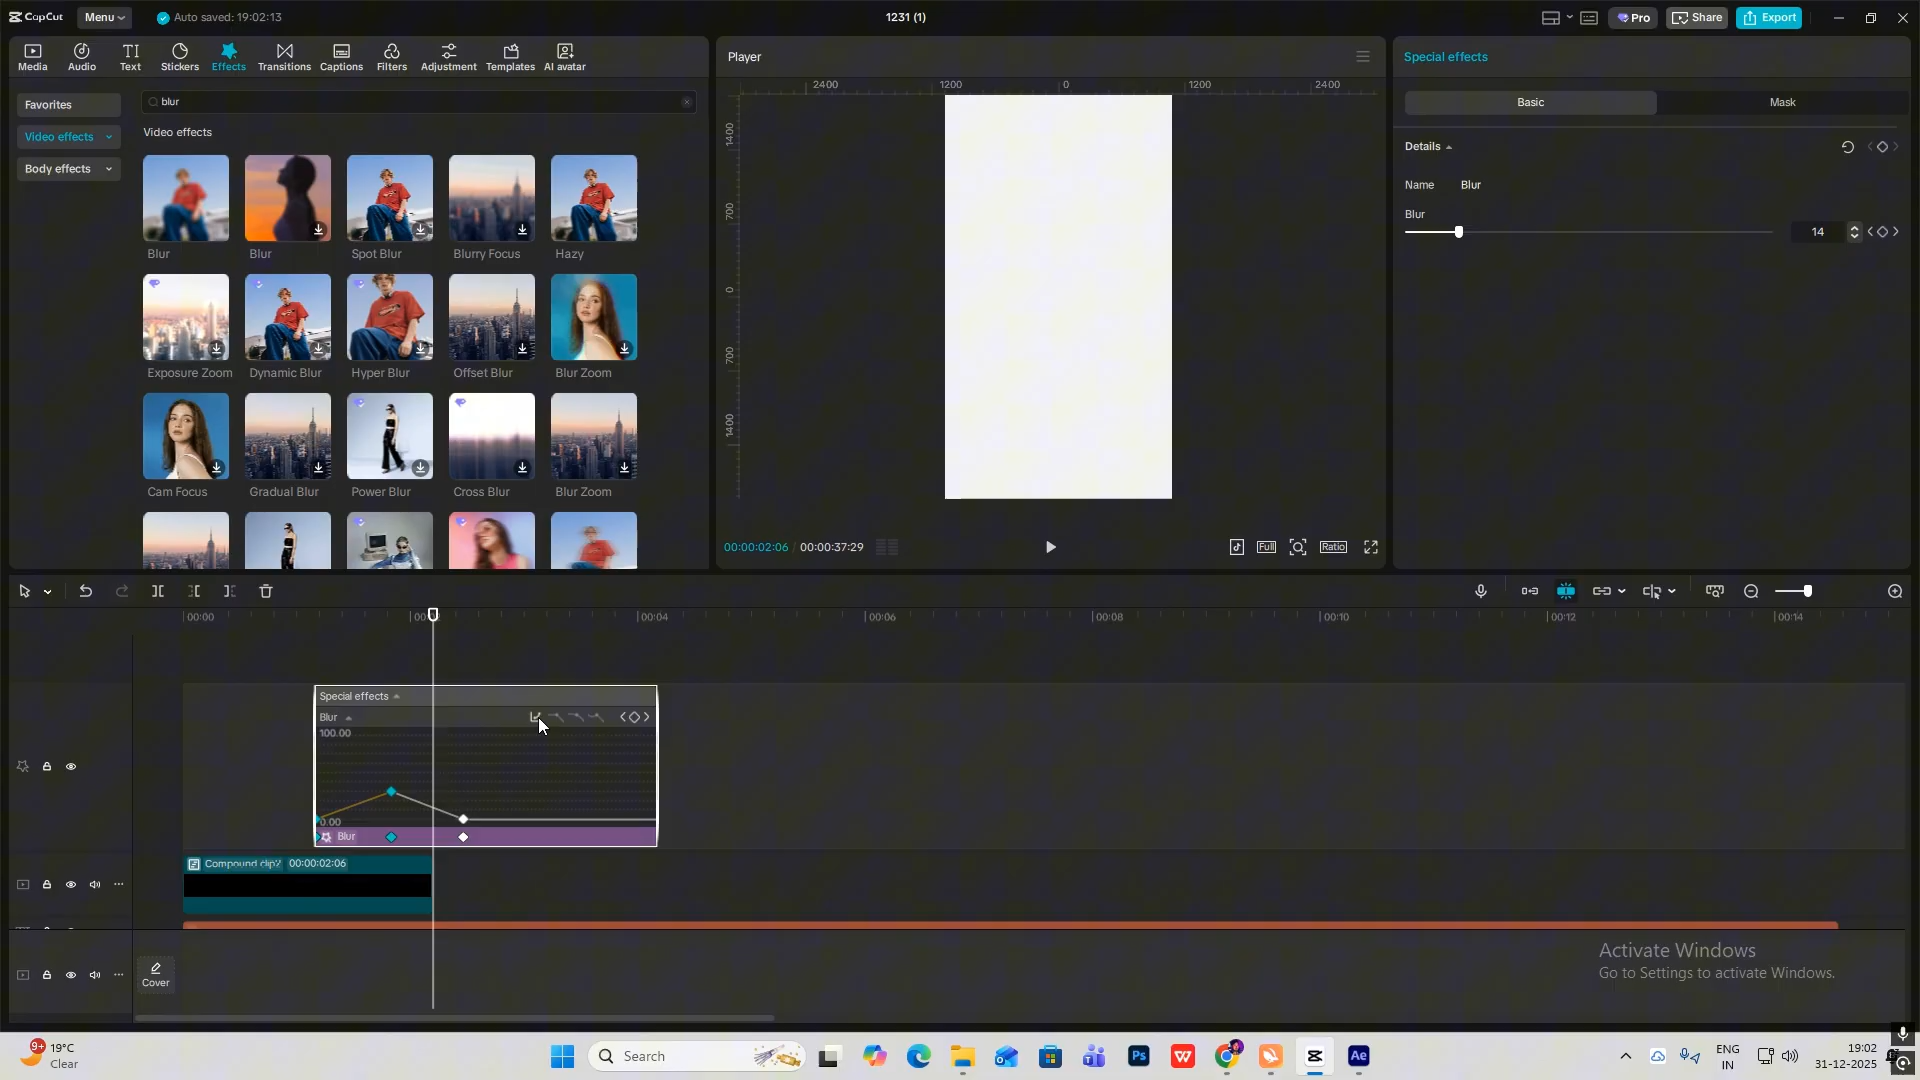 CapCut
Menu
Auto saved: 19:02:13
1231 (1)
Pro
Share
Export
Media
Audio
Text
Stickers
Effects
Transitions
Captions
Filters
Adjustment
Templates
AI avatar
Favorites
Video effects
Body effects
blur
Video effects
Blur
Blur
Spot Blur
Blurry Focus
Hazy
Exposure Zoom
Dynamic Blur
Hyper Blur
Offset Blur
Blur Zoom
Cam Focus
Gradual Blur
Power Blur
Cross Blur
Blur Zoom
Player
2400
1200
0
1200
2400
1400
700
0
700
1400
00:00:02:06 / 00:00:37:29
Full
Ratio
Special effects
Basic
Mask
Details
Name
Blur
Blur
14
00:00
00:04
00:06
00:08
00:10
00:12
00:14
Special effects
Blur
100.00
0.00
Blur
Compound clip2 00:00:02:06
Cover
Activate Windows
Go to Settings to activate Windows.
9+
19°C
Clear
Search
Ps
W
Ae
ENG
IN
19:02
31-12-2025